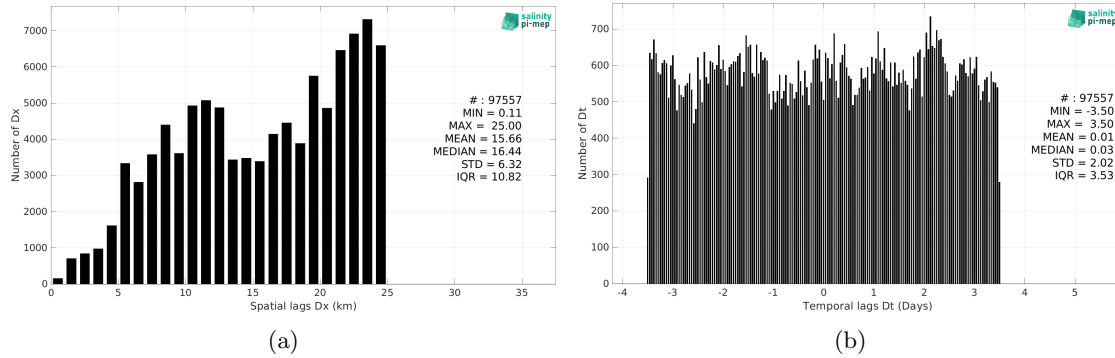 salinity
pi-mep
# : 97557
MIN = 0.11
MAX = 25.00
MEAN = 15.66
MEDIAN = 16.44
STD = 6.32
IQR = 10.82
Number of Dx
7000
6000
5000
4000
3000
2000
1000
0
0 5 10 15 20 25 30 35
Spatial lags Dx (km)
(a)
salinity
pi-mep
# : 97557
MIN = -3.50
MAX = 3.50
MEAN = 0.01
MEDIAN = 0.03
STD = 2.02
IQR = 3.53
Number of Dt
700
600
500
400
300
200
100
0
-4 -3 -2 -1 0 1 2 3 4 5
Temporal lags Dt (Days)
(b)